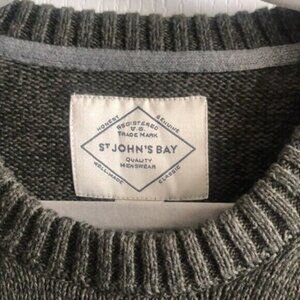 HONEST
GENUINE
REGISTERED
U.S.
TRADE MARK
ST JOHN'S BAY
QUALITY
MENSWEAR
WELL-MADE
CLASSIC